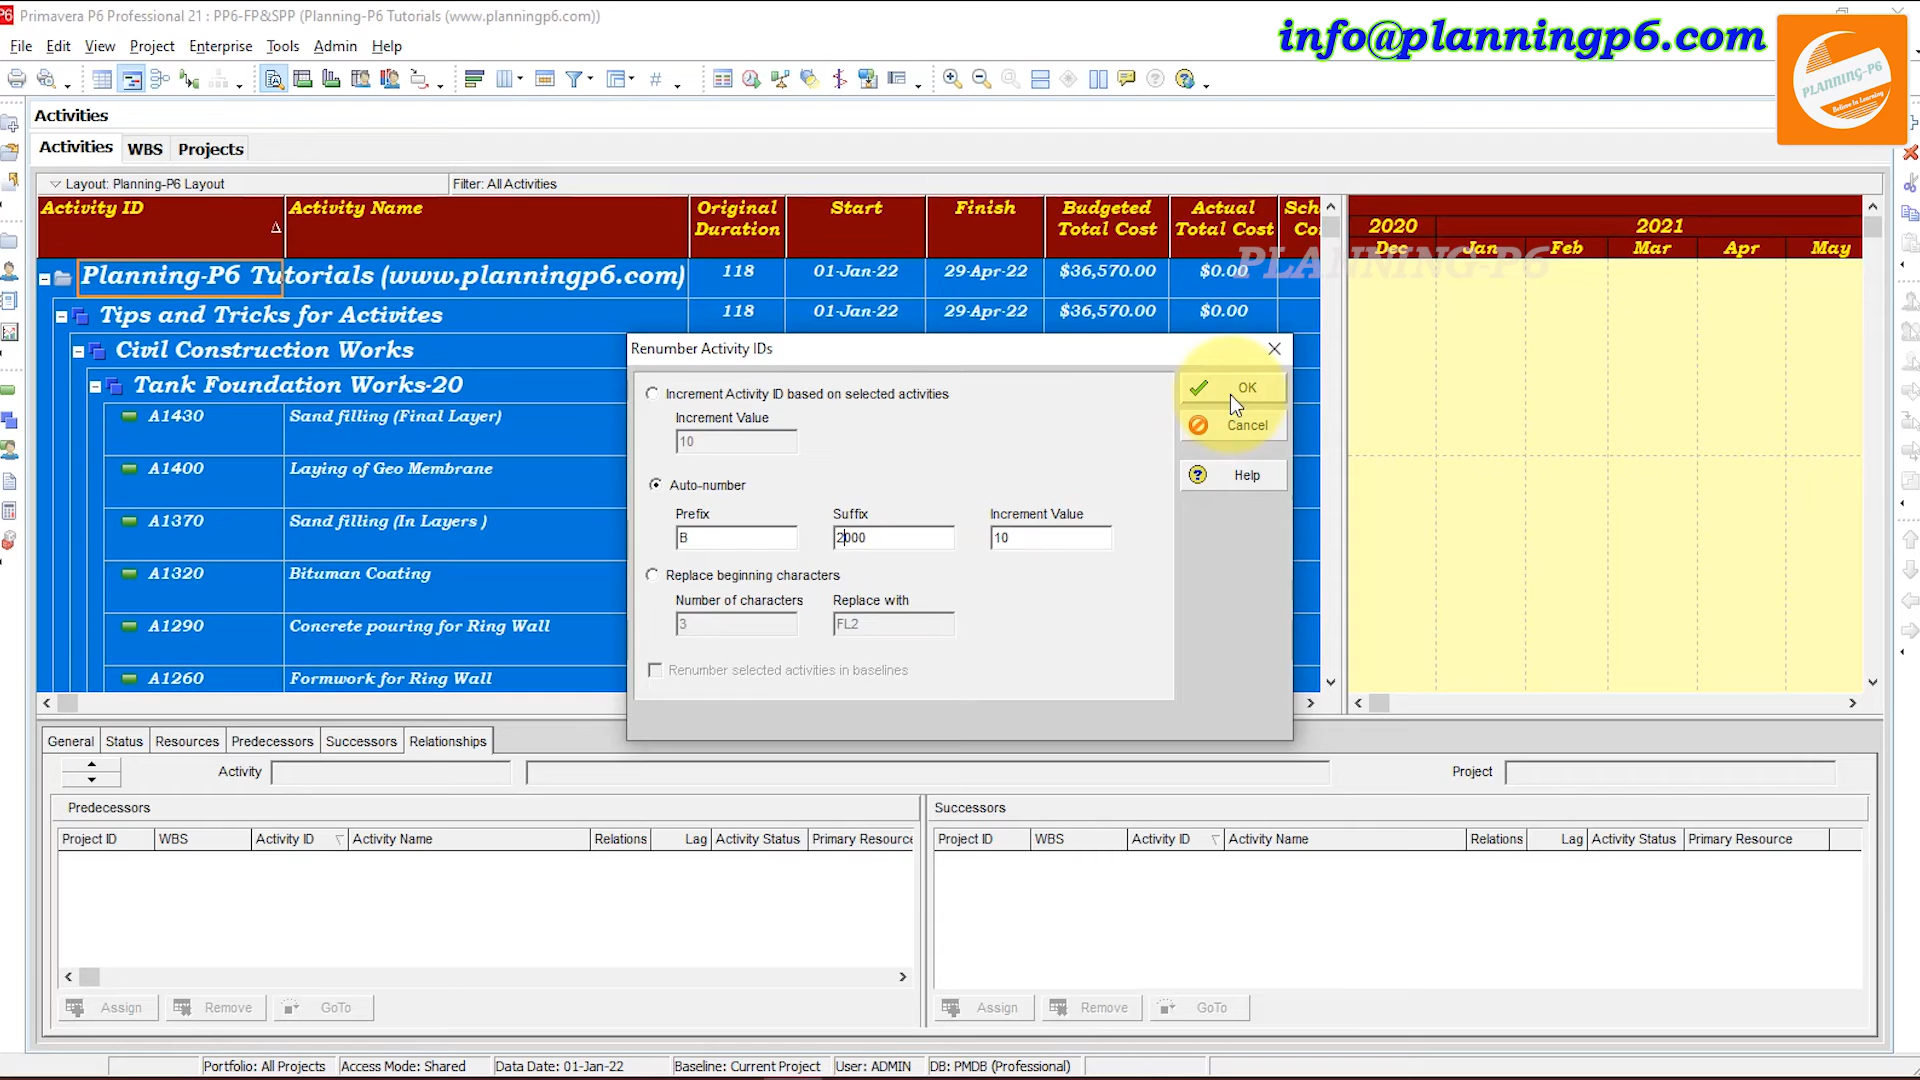 Primavera P6 Professional 21 : PP6-FP&SPP (Planning-P6 Tutorials (www.planningp6.com))
info@planningp6.com
PLANNING-P6
Believe In Learning
File Edit View Project Enterprise Tools Admin Help
Activities
Activities WBS Projects
Layout: Planning-P6 Layout Filter: All Activities
Activity ID Activity Name Original Duration Start Finish Budgeted Total Cost Actual Total Cost
2020 2021
Dec Jan Feb Mar Apr May
PLANNING-P6
Planning-P6 Tutorials (www.planningp6.com) 118 01-Jan-22 29-Apr-22 $36,570.00 $0.00
Tips and Tricks for Activites 118 01-Jan-22 29-Apr-22 $36,570.00 $0.00
Civil Construction Works
Tank Foundation Works-20
A1430 Sand filling (Final Layer)
A1400 Laying of Geo Membrane
A1370 Sand filling (In Layers )
A1320 Bituman Coating
A1290 Concrete pouring for Ring Wall
A1260 Formwork for Ring Wall
Renumber Activity IDs
Increment Activity ID based on selected activities
Increment Value
10
Auto-number
Prefix Suffix Increment Value
B 2000 10
Replace beginning characters
Number of characters Replace with
3 FL2
Renumber selected activities in baselines
OK
Cancel
Help
General Status Resources Predecessors Successors Relationships
Activity Project
Predecessors Successors
Project ID WBS Activity ID Activity Name Relations Lag Activity Status Primary Resource
Project ID WBS Activity ID Activity Name Relations Lag Activity Status Primary Resource
Assign Remove GoTo
Assign Remove GoTo
Portfolio: All Projects Access Mode: Shared Data Date: 01-Jan-22 Baseline: Current Project User: ADMIN DB: PMDB (Professional)